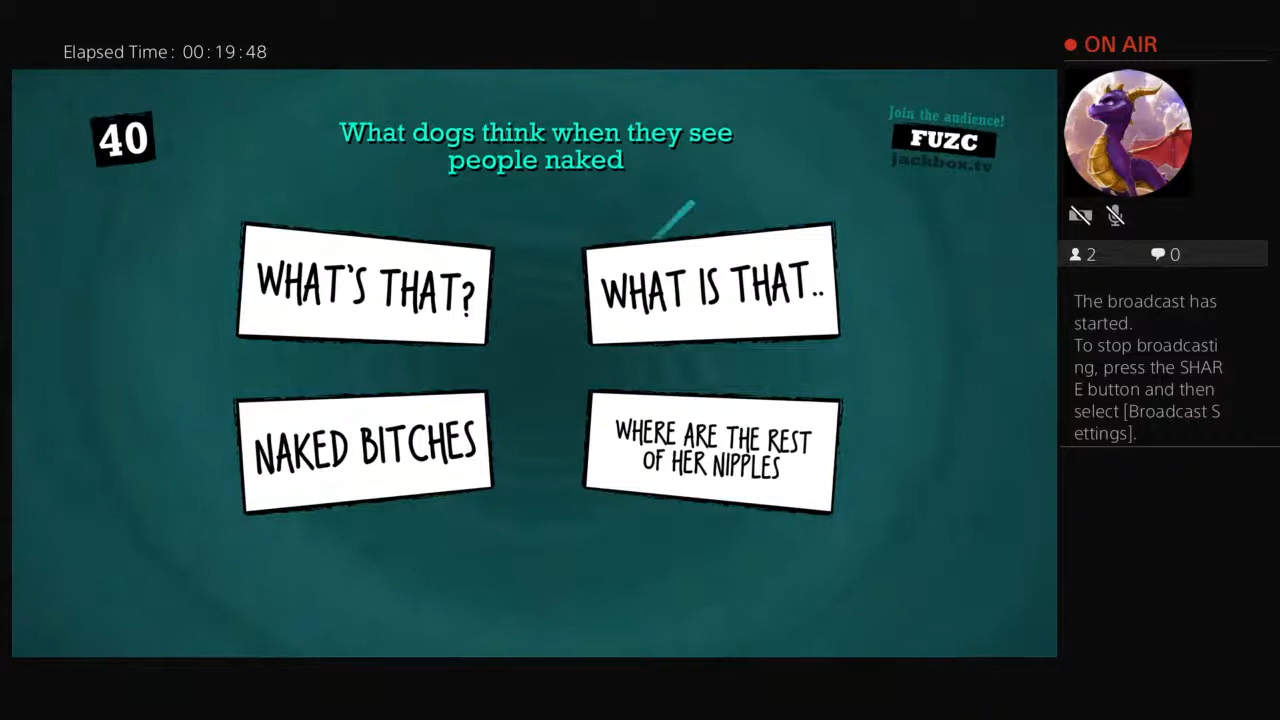 Elapsed Time: 00:19:48
ON AIR
40
What dogs think when they see
people naked
Join the audience!
FUZC
jackbox.tv
WHAT'S THAT?
WHAT IS THAT..
NAKED BITCHES
WHERE ARE THE REST
OF HER NIPPLES
2
0
The broadcast has
started.
To stop broadcasti
ng, press the SHAR
E button and then
select [Broadcast S
ettings].